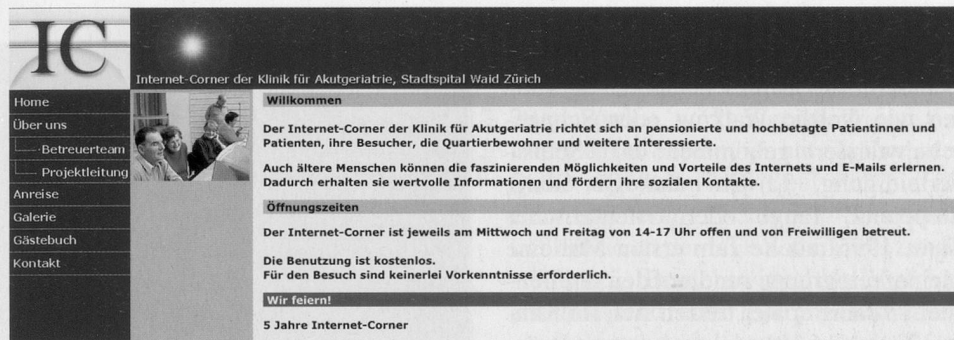 IC
Internet-Corner der Klinik für Akutgeriatrie, Stadtspital Waid Zürich
Home
Über uns
Betreuerteam
Projektleitung
Anreise
Galerie
Gästebuch
Kontakt
Willkommen
Der Internet-Corner der Klinik für Akutgeriatrie richtet sich an pensionierte und hochbetagte Patientinnen und
Patienten, ihre Besucher, die Quartierbewohner und weitere Interessierte.
Auch ältere Menschen können die faszinierenden Möglichkeiten und Vorteile des Internets und E-Mails erlernen.
Dadurch erhalten sie wertvolle Informationen und fördern ihre sozialen Kontakte.
Öffnungszeiten
Der Internet-Corner ist jeweils am Mittwoch und Freitag von 14-17 Uhr offen und von Freiwilligen betreut.
Die Benutzung ist kostenlos.
Für den Besuch sind keinerlei Vorkenntnisse erforderlich.
Wir feiern!
5 Jahre Internet-Corner